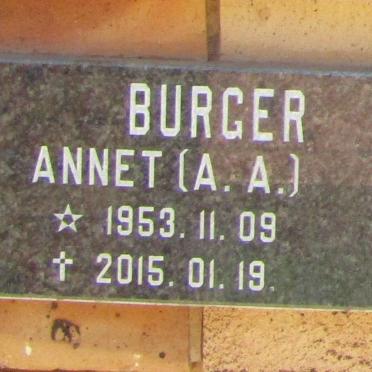 BURGER
ANNET (A. A.)
☆ 1953. 11. 09
✝ 2015. 01. 19.